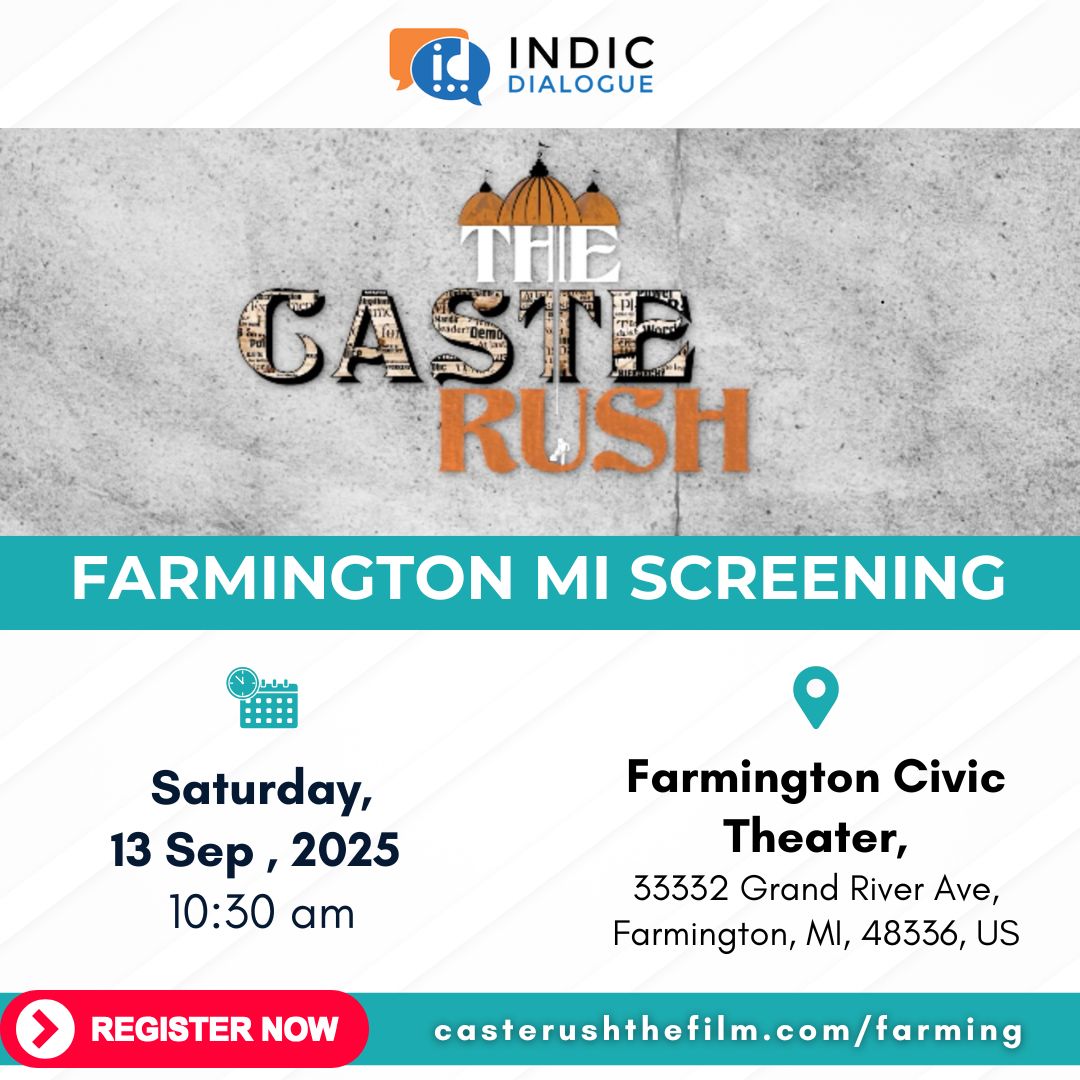 id
INDIC
DIALOGUE
THE
CASTE
RUSH
FARMINGTON MI SCREENING
Saturday,
13 Sep , 2025
10:30 am
Farmington Civic
Theater,
33332 Grand River Ave,
Farmington, MI, 48336, US
REGISTER NOW
casterushthefilm.com/farming